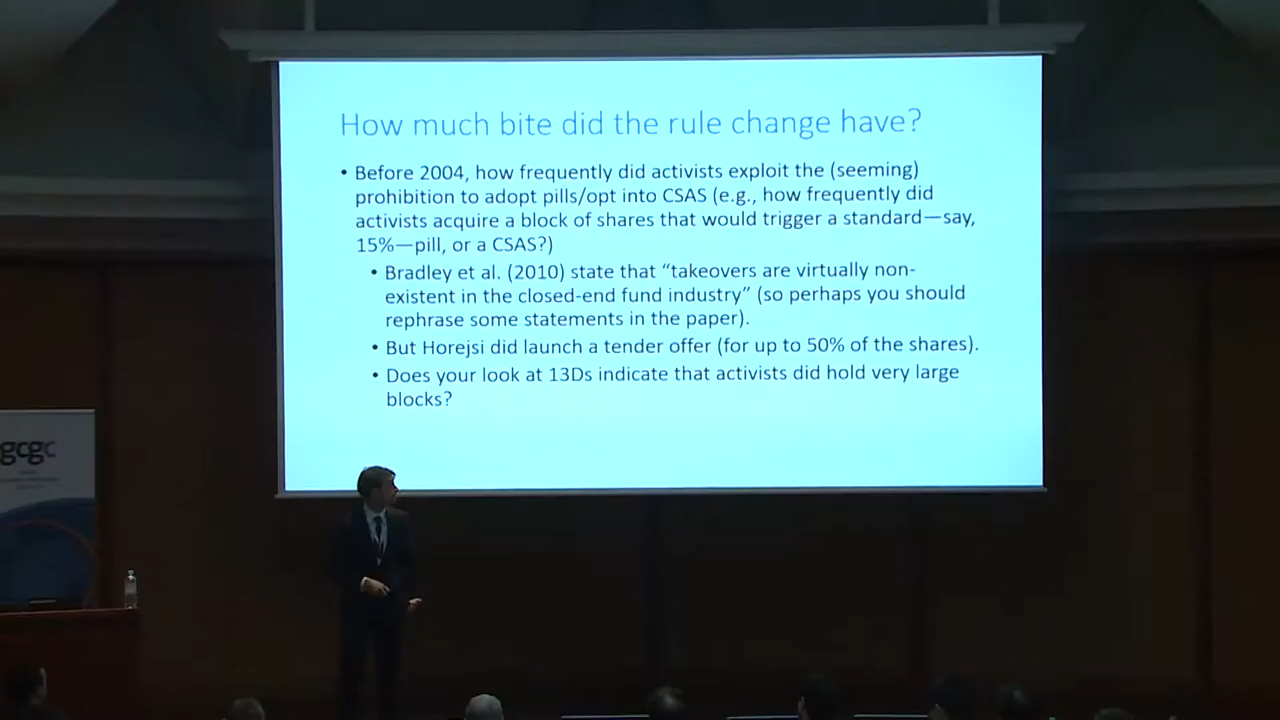 How much bite did the rule change have?
• Before 2004, how frequently did activists exploit the (seeming)
prohibition to adopt pills/opt into CSAS (e.g., how frequently did
activists acquire a block of shares that would trigger a standard—say,
15%—pill, or a CSAS?)
• Bradley et al. (2010) state that “takeovers are virtually non-
existent in the closed-end fund industry” (so perhaps you should
rephrase some statements in the paper).
• But Horejsi did launch a tender offer (for up to 50% of the shares).
• Does your look at 13Ds indicate that activists did hold very large
blocks?
gcgc